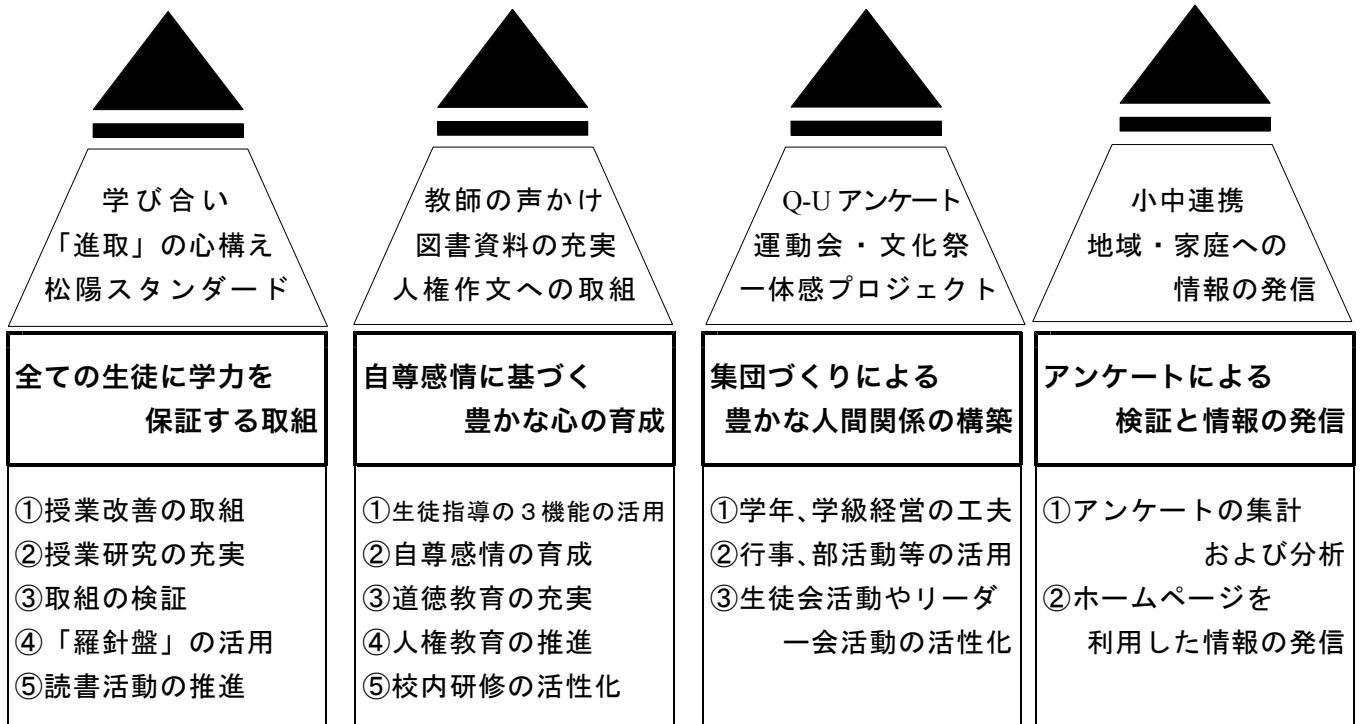 学び合い
「進取」の心構え
松陽スタンダード
全ての生徒に学力を
保証する取組
①授業改善の取組
②授業研究の充実
③取組の検証
④「羅針盤」の活用
⑤読書活動の推進
教師の声かけ
図書資料の充実
人権作文への取組
自尊感情に基づく
豊かな心の育成
①生徒指導の3機能の活用
②自尊感情の育成
③道徳教育の充実
④人権教育の推進
⑤校内研修の活性化
Q-Uアンケート
運動会・文化祭
一体感プロジェクト
集団づくりによる
豊かな人間関係の構築
①学年、学級経営の工夫
②行事、部活動等の活用
③生徒会活動やリーダ
ー会活動の活性化
小中連携
地域・家庭への
情報の発信
アンケートによる
検証と情報の発信
①アンケートの集計
および分析
②ホームページを
利用した情報の発信